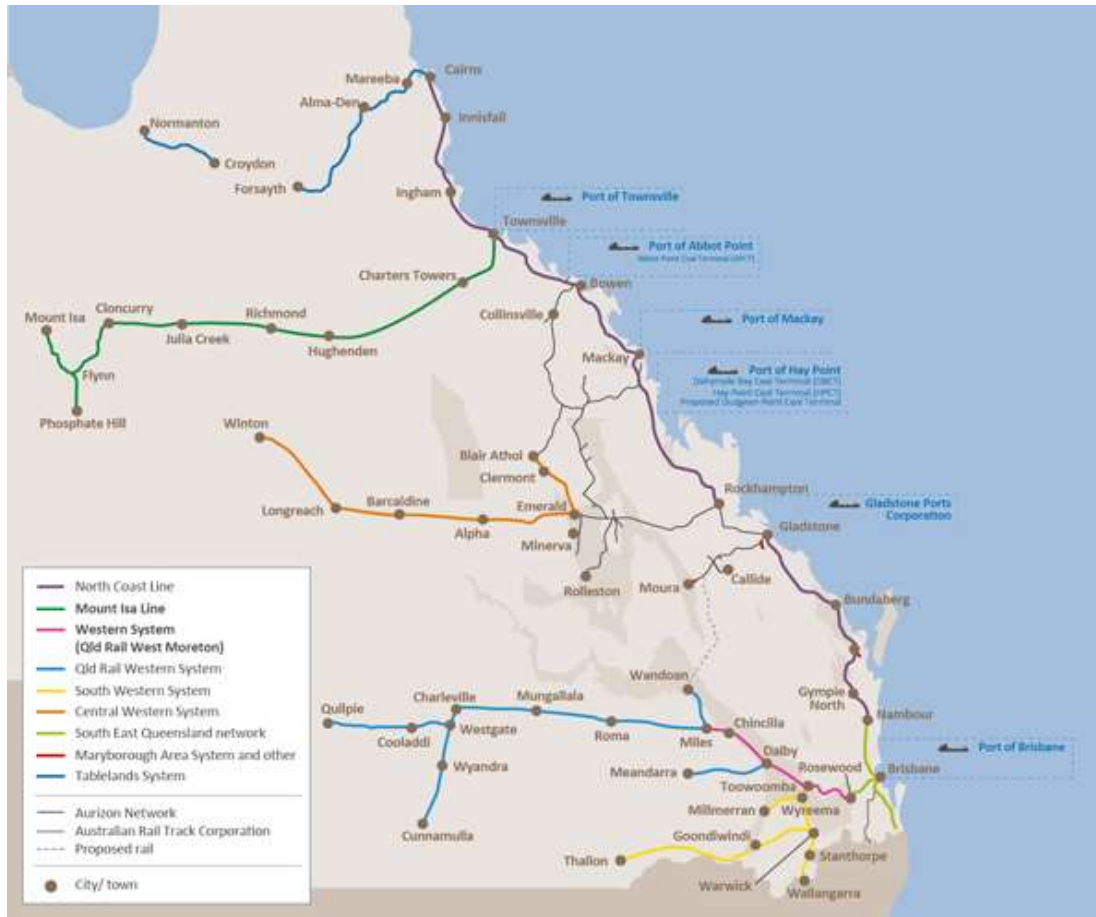 Cairns
Mareeba
Alma-Den
Innisfail
Normanton
Croydon
Forsayth
Ingham
Port of Townsville
Townsville
Port of Abbot Point
Abbot Point Coal Terminal (APCT)
Charters Towers
Bowen
Mount Isa
Cloncurry
Richmond
Collinsville
Port of Mackay
Julia Creek
Hughenden
Mackay
Flynn
Port of Hay Point
Dalrymple Bay Coal Terminal (DBCT)
Hay Point Coal Terminal (HPCT)
Proposed Dudgeon Point Coal Terminal
Phosphate Hill
Winton
Blair Athol
Clermont
Rockhampton
Longreach
Barcaldine
Emerald
Gladstone Ports
Corporation
Alpha
Gladstone
Minerva
Rolleston
Moura
Callide
Bundaberg
Wandoan
Gympie
North
Charleville
Mungallala
Quilpie
Nambour
Cooladdi
Westgate
Roma
Miles
Chincilla
Dalby
Port of Brisbane
Wyandra
Meandarra
Rosewood
Brisbane
Toowoomba
Millmerran
Wyreema
Cunnamulla
Goondiwindi
Thallon
Stanthorpe
Warwick
Wallangarra
North Coast Line
Mount Isa Line
Western System
(Qld Rail West Moreton)
Qld Rail Western System
South Western System
Central Western System
South East Queensland network
Maryborough Area System and other
Tablelands System
Aurizon Network
Australian Rail Track Corporation
Proposed rail
City/ town